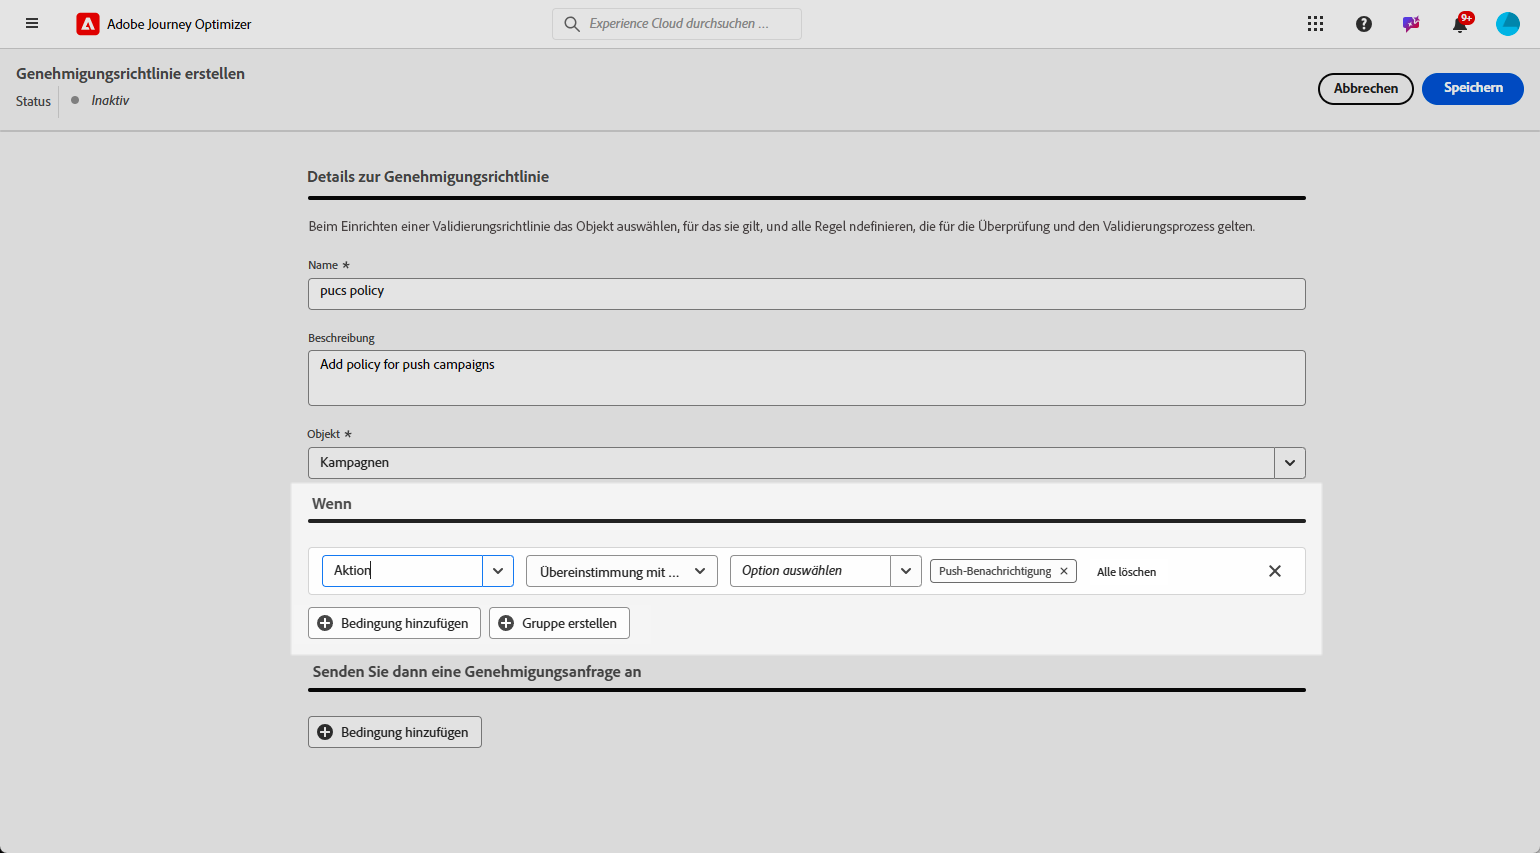 Adobe Journey Optimizer
Experience Cloud durchsuchen ...
9+
Genehmigungsrichtlinie erstellen
Status
Inaktiv
Abbrechen
Speichern
Details zur Genehmigungsrichtlinie
Beim Einrichten einer Validierungsrichtlinie das Objekt auswählen, für das sie gilt, und alle Regel ndefinieren, die für die Überprüfung und den Validierungsprozess gelten.
Name *
pucs policy
Beschreibung
Add policy for push campaigns
Objekt *
Kampagnen
Wenn
Aktion
Übereinstimmung mit ...
Option auswählen
Push-Benachrichtigung
Alle löschen
Bedingung hinzufügen
Gruppe erstellen
Senden Sie dann eine Genehmigungsanfrage an
Bedingung hinzufügen